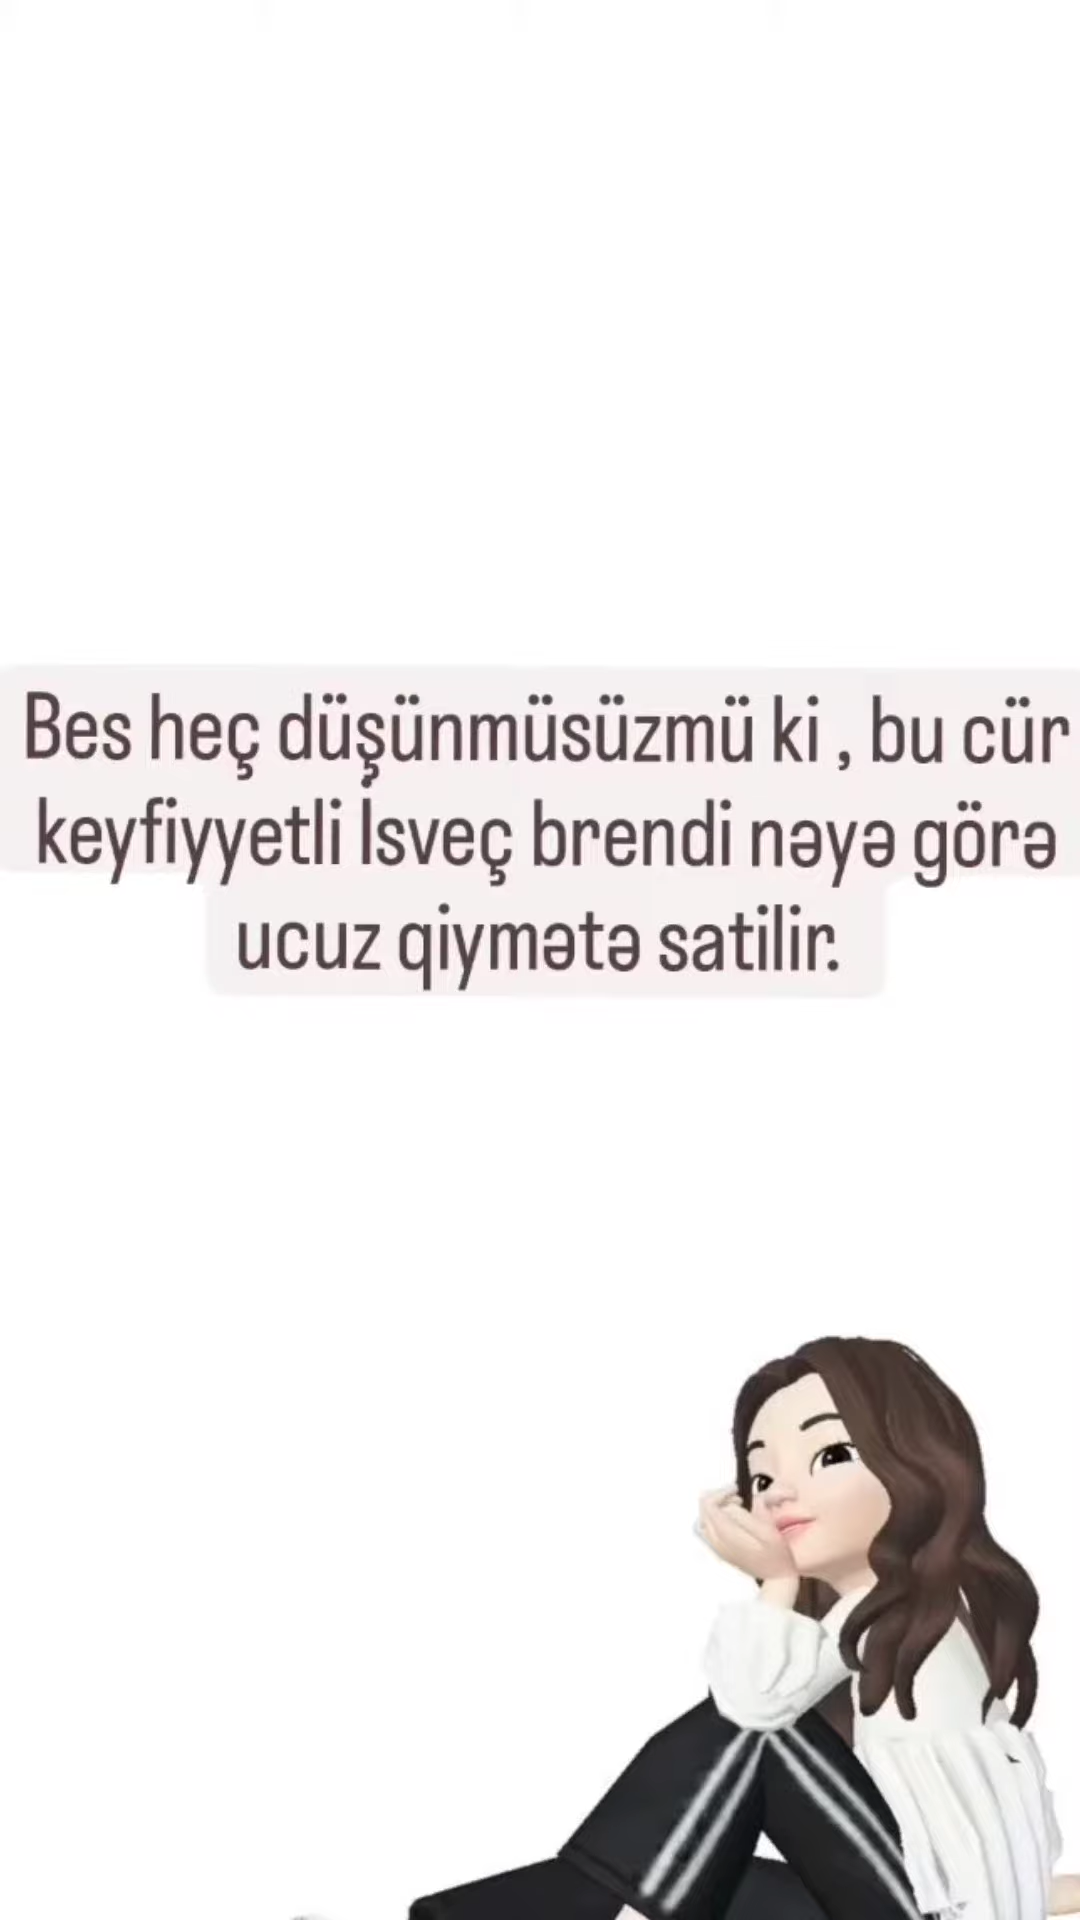 Bes heç düşünmüsüzmü ki , bu cür
keyfiyyetli İsveç brendi nəyə görə
ucuz qiymətə satilir.